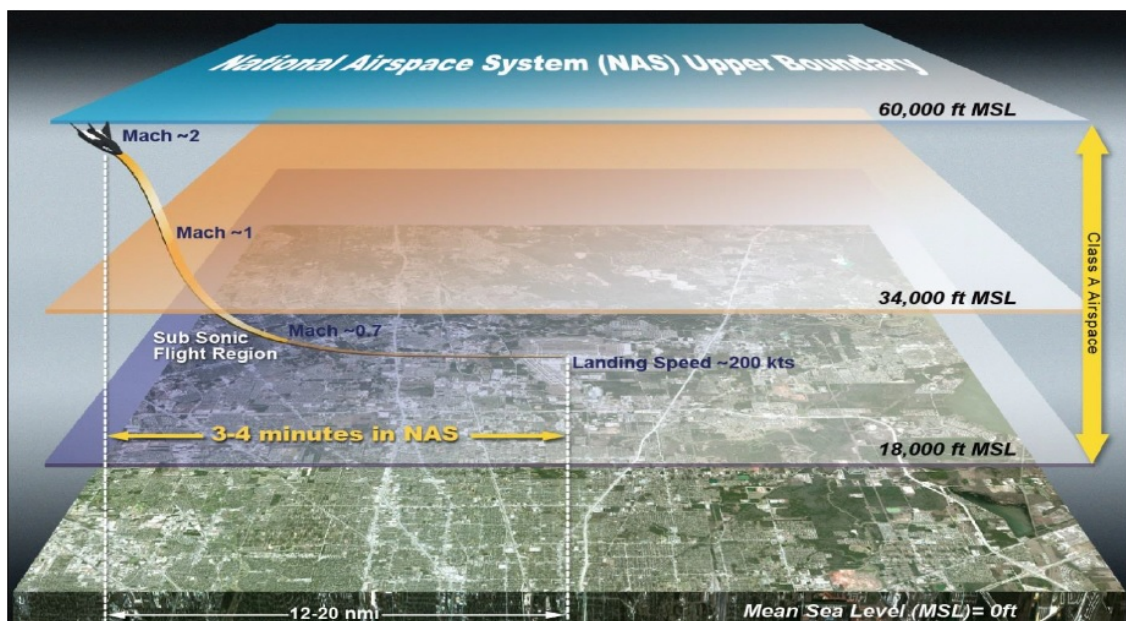 National Airspace System (NAS) Upper Boundary
60,000 ft MSL
Mach ~2
Mach ~1
Class A Airspace
34,000 ft MSL
Mach ~0.7
Sub Sonic
Flight Region
Landing Speed ~200 kts
3-4 minutes in NAS
18,000 ft MSL
12-20 nmi
Mean Sea Level (MSL)= 0ft